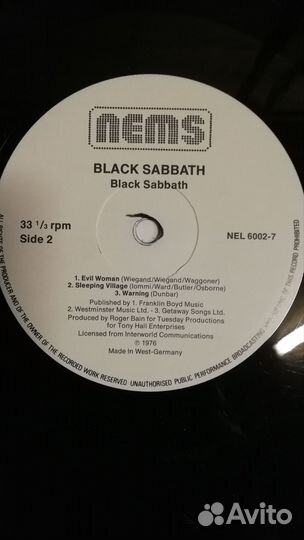 nems
BLACK SABBATH
Black Sabbath
33 1/3 rpm
Side 2
NEL 6002-7
1. Evil Woman (Wiegand/Wiegand/Waggoner)
2. Sleeping Village (Iommi/Ward/Butler/Osborne)
3. Warning (Dunbar)
Published by 1. Franklin Boyd Music
2. Westminster Music Ltd. - 3. Getaway Songs Ltd.
Produced by Roger Bain for Tuesday Productions
for Tony Hall Enterprises
Licensed from Interworld Communications
℗ 1976
Made in West-Germany
ALL RIGHTS OF THE PRODUCER AND OF THE OWNER OF THE RECORDED WORK RESERVED UNAUTHORISED PUBLIC PERFORMANCE BROADCASTING AND COPYING OF THIS RECORD PROHIBITED
Avito